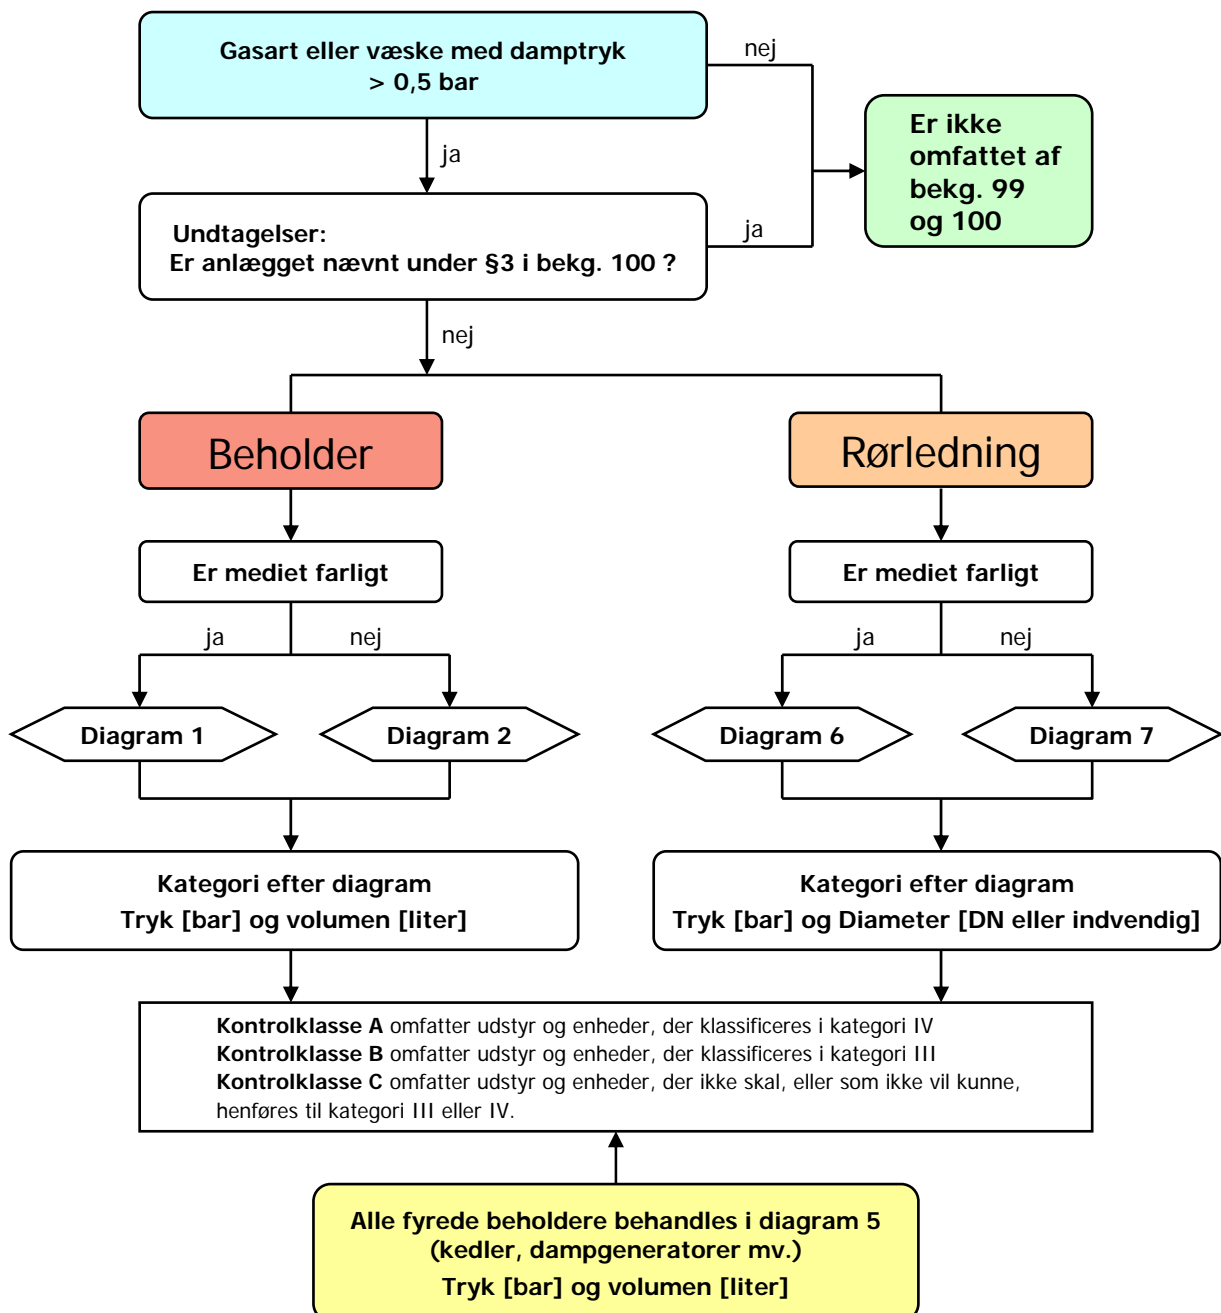 Gasart eller væske med damptryk
> 0,5 bar
nej
Er ikke
omfattet af
bekg. 99
og 100
ja
Undtagelser:
Er anlægget nævnt under §3 i bekg. 100 ?
ja
nej
Beholder
Rørledning
Er mediet farligt
Er mediet farligt
ja
nej
ja
nej
Diagram 1
Diagram 2
Diagram 6
Diagram 7
Kategori efter diagram
Tryk [bar] og volumen [liter]
Kategori efter diagram
Tryk [bar] og Diameter [DN eller indvendig]
Kontrolklasse A omfatter udstyr og enheder, der klassificeres i kategori IV
Kontrolklasse B omfatter udstyr og enheder, der klassificeres i kategori III
Kontrolklasse C omfatter udstyr og enheder, der ikke skal, eller som ikke vil kunne,
henføres til kategori III eller IV.
Alle fyrede beholdere behandles i diagram 5
(kedler, dampgeneratorer mv.)
Tryk [bar] og volumen [liter]